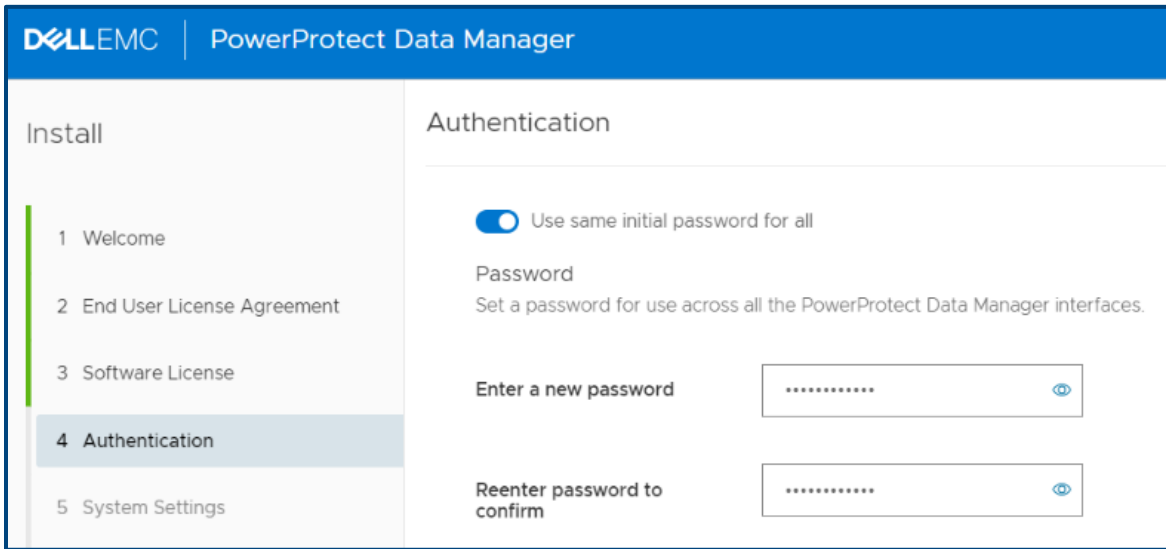 DELLEMC PowerProtect Data Manager
Install
1 Welcome
2 End User License Agreement
3 Software License
4 Authentication
5 System Settings
Authentication
Use same initial password for all
Password
Set a password for use across all the PowerProtect Data Manager interfaces.
Enter a new password
••••••••••••
Reenter password to
confirm
••••••••••••